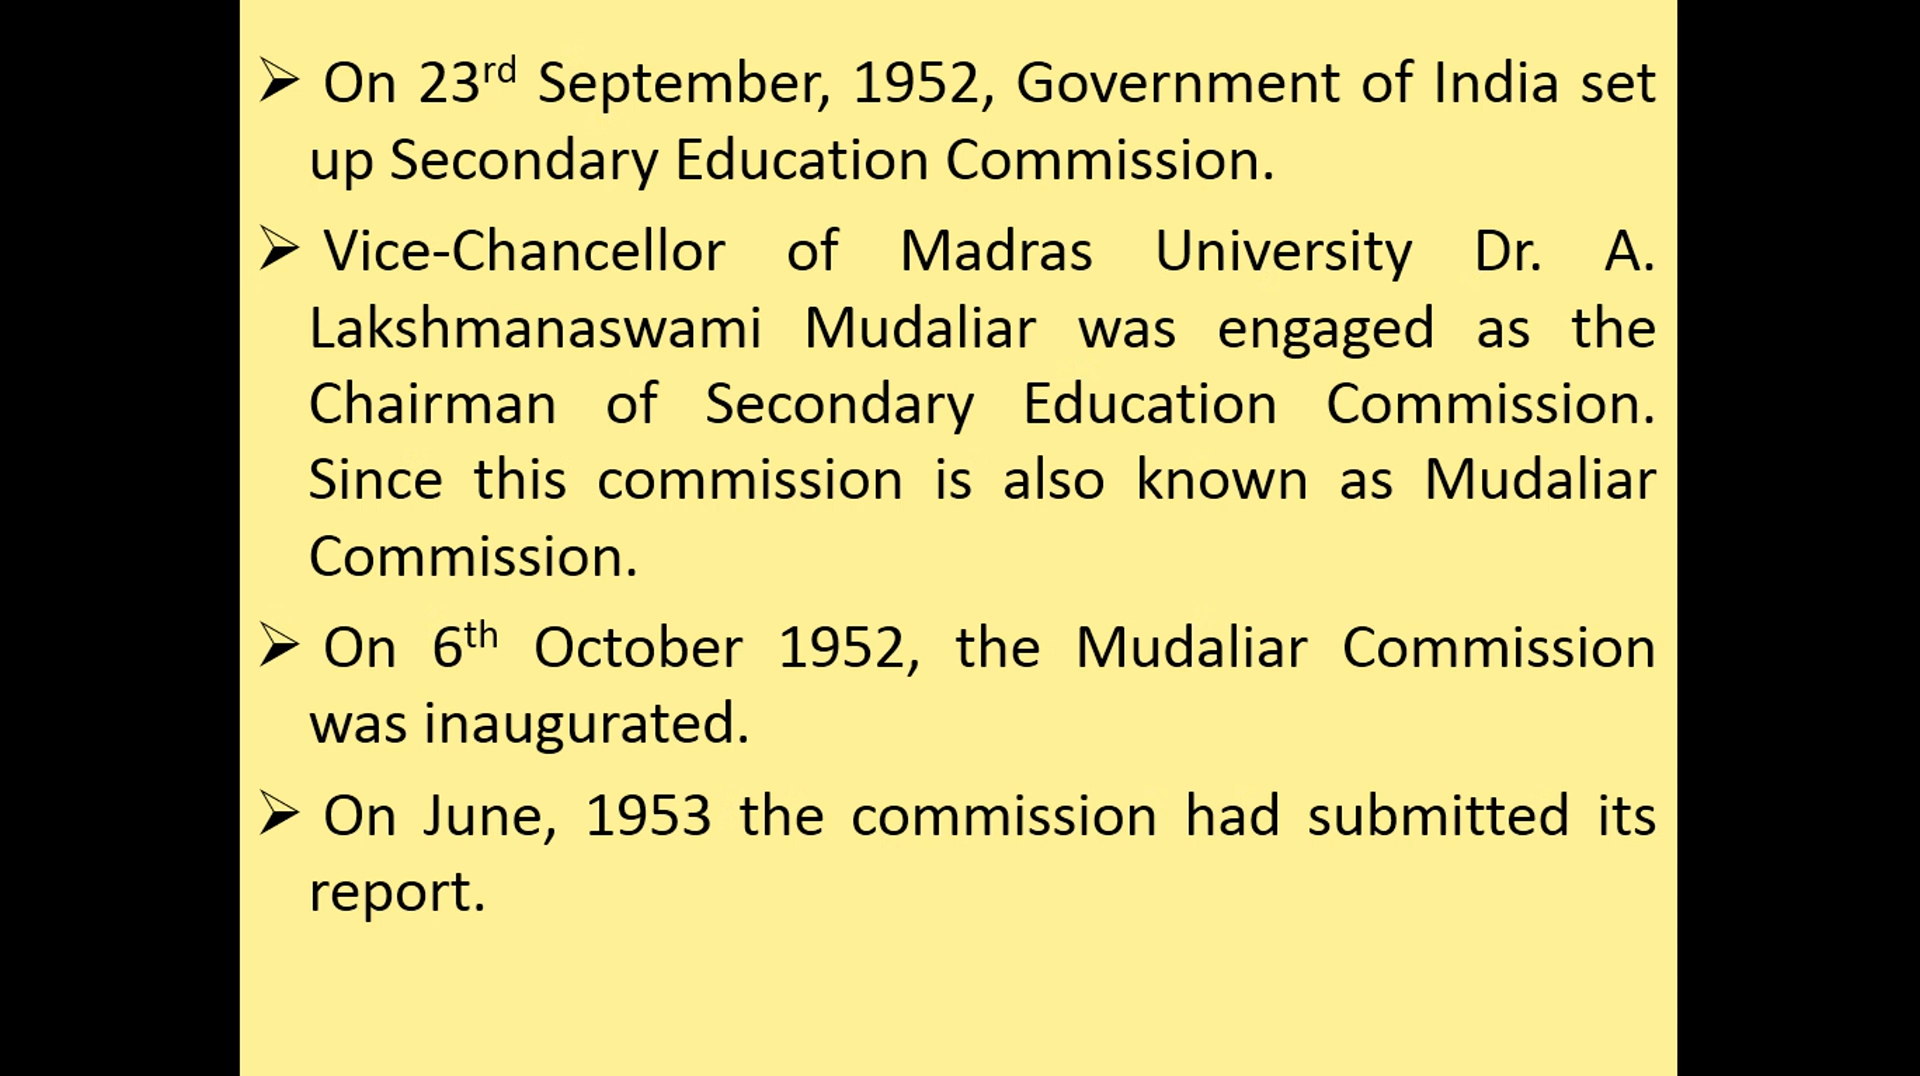 ➢ On 23rd September, 1952, Government of India set
up Secondary Education Commission.
➢ Vice-Chancellor of Madras University Dr. A.
Lakshmanaswami Mudaliar was engaged as the
Chairman of Secondary Education Commission.
Since this commission is also known as Mudaliar
Commission.
➢ On 6th October 1952, the Mudaliar Commission
was inaugurated.
➢ On June, 1953 the commission had submitted its
report.